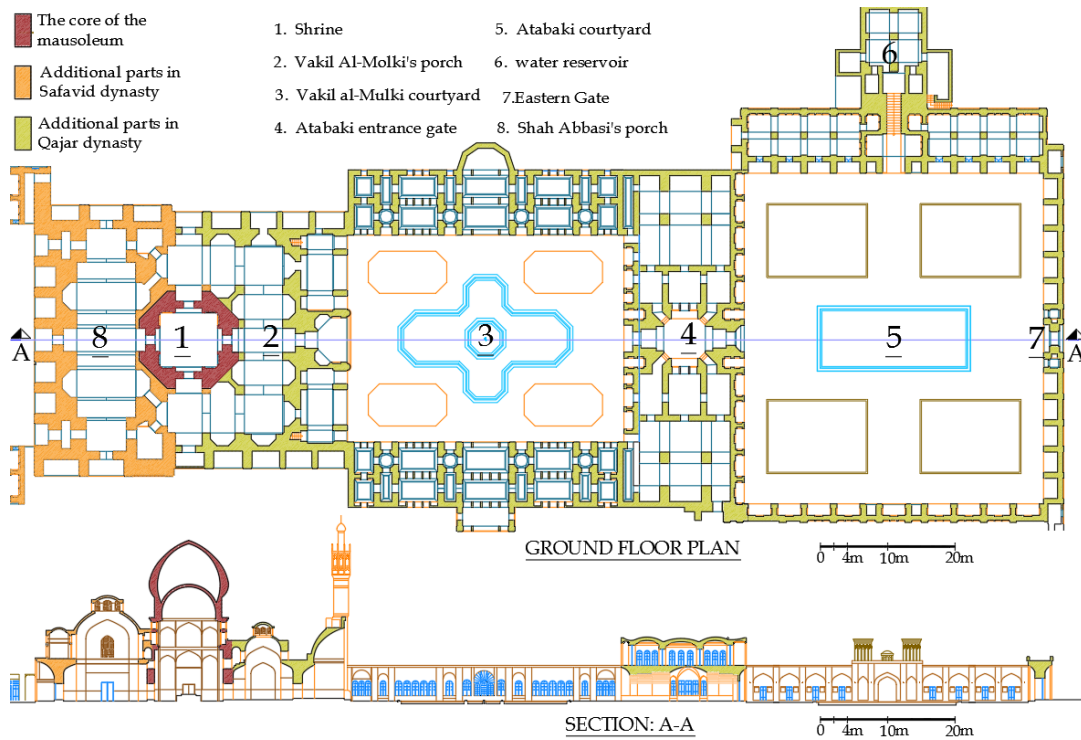 The core of the
mausoleum
Additional parts in
Safavid dynasty
Additional parts in
Qajar dynasty
1. Shrine
2. Vakil Al-Molki's porch
3. Vakil al-Mulki courtyard
4. Atabaki entrance gate
5. Atabaki courtyard
6. water reservoir
7.Eastern Gate
8. Shah Abbasi's porch
6
A
8
1
2
3
4
5
7
A
GROUND FLOOR PLAN
0 4m 10m 20m
SECTION: A-A
0 4m 10m 20m